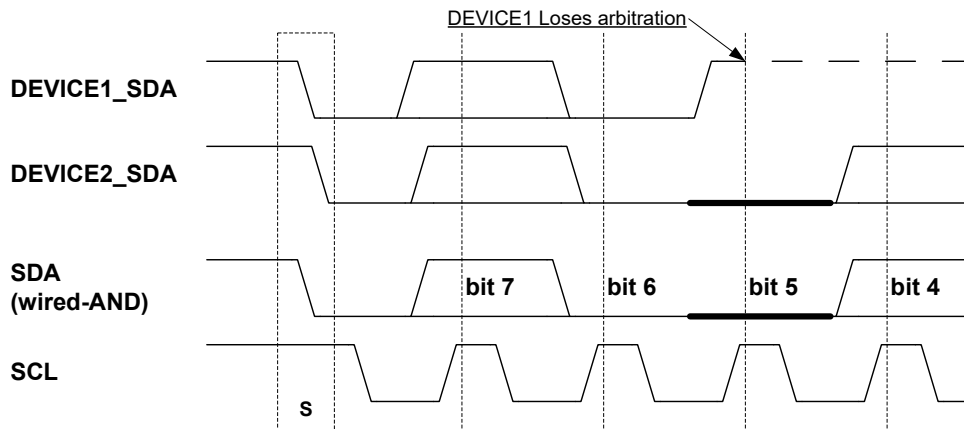 DEVICE1 Loses arbitration
DEVICE1_SDA
DEVICE2_SDA
SDA
(wired-AND)
bit 7
bit 6
bit 5
bit 4
SCL
S